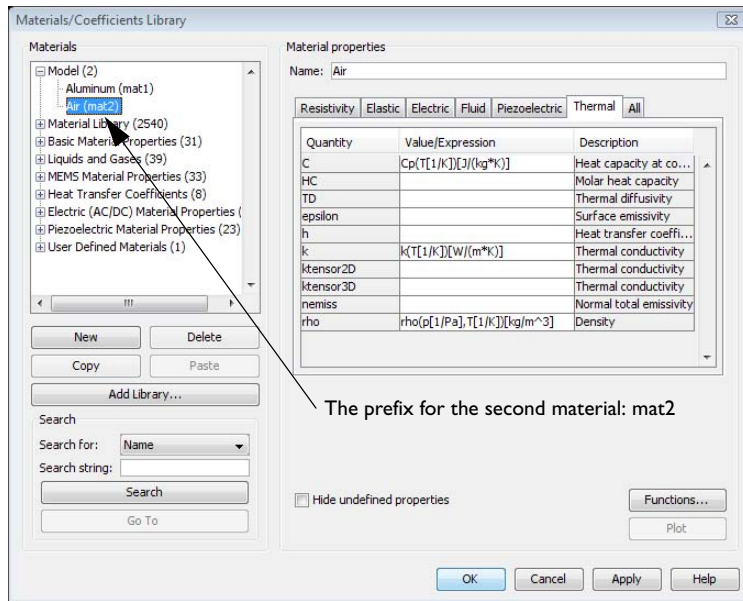 Materials/Coefficients Library
Materials
Model (2)
Aluminum (mat1)
Air (mat2)
Material Library (2540)
Basic Material Properties (31)
Liquids and Gases (39)
MEMS Material Properties (33)
Heat Transfer Coefficients (8)
Electric (AC/DC) Material Properties (
Piezoelectric Material Properties (23)
User Defined Materials (1)
New Delete
Copy Paste
Add Library...
Search
Search for: Name
Search string:
Search
Go To
Material properties
Name: Air
Resistivity Elastic Electric Fluid Piezoelectric Thermal All
Quantity Value/Expression Description
C Cp(T[1/K])[J/(kg*K)] Heat capacity at co...
HC Molar heat capacity
TD Thermal diffusivity
epsilon Surface emissivity
h Heat transfer coeffi...
k k(T[1/K])[W/(m*K)] Thermal conductivity
ktensor2D Thermal conductivity
ktensor3D Thermal conductivity
nemiss Normal total emissivity
rho rho(p[1/Pa],T[1/K])[kg/m^3] Density
The prefix for the second material: mat2
Hide undefined properties Functions...
Plot
OK Cancel Apply Help